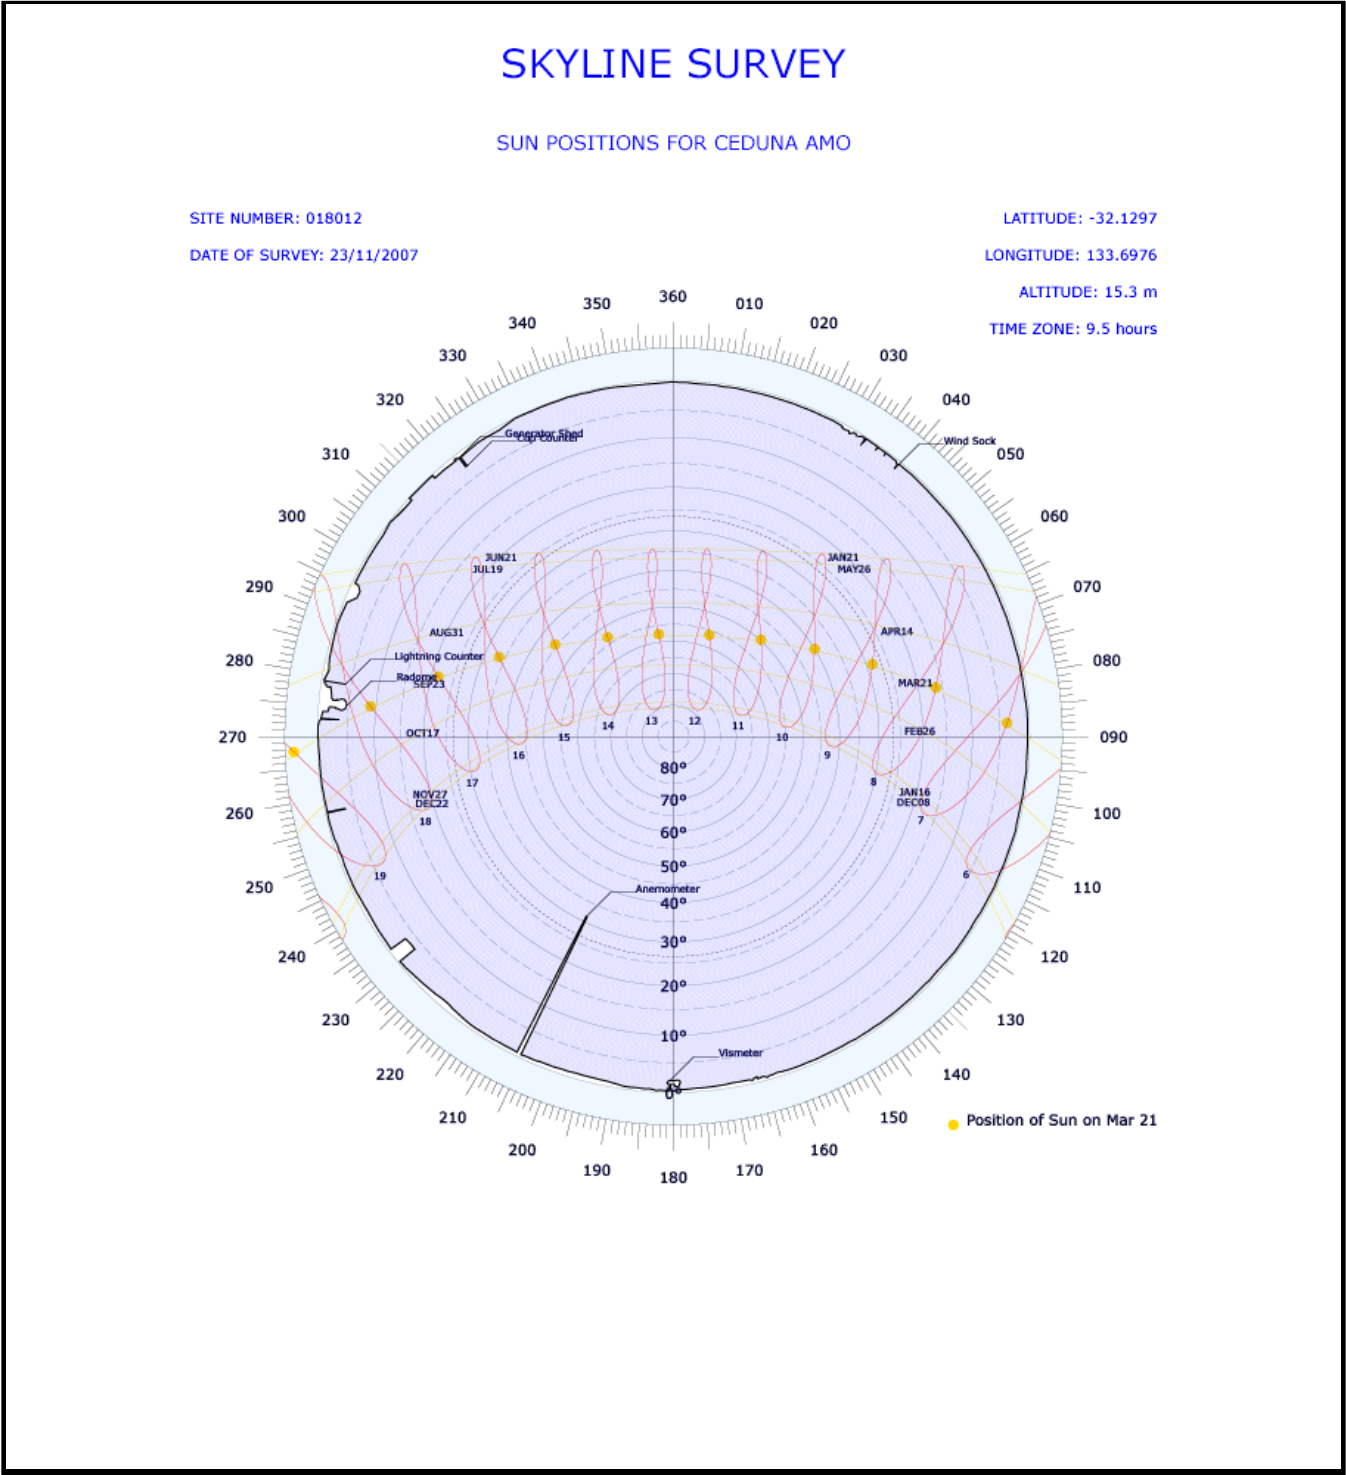 SKYLINE SURVEY
SUN POSITIONS FOR CEDUNA AMO
SITE NUMBER: 018012
LATITUDE: -32.1297
DATE OF SURVEY: 23/11/2007
LONGITUDE: 133.6976
ALTITUDE: 15.3 m
TIME ZONE: 9.5 hours
360
350
010
340
020
330
030
320
040
310
050
300
060
290
070
280
080
270
090
260
100
250
110
240
120
230
130
220
140
210
150
200
160
190
170
180
Generator Shed
Cup Counter
Wind Sock
JUN21
JAN21
JUL19
MAY26
AUG31
APR14
Lightning Counter
Radome
SEP23
MAR21
OCT17
FEB26
NOV27
DEC22
JAN16
DEC08
19
18
17
16
15
14
13
12
11
10
9
8
7
6
80°
70°
60°
50°
Anemometer
40°
30°
20°
10°
Vismeter
0°
Position of Sun on Mar 21